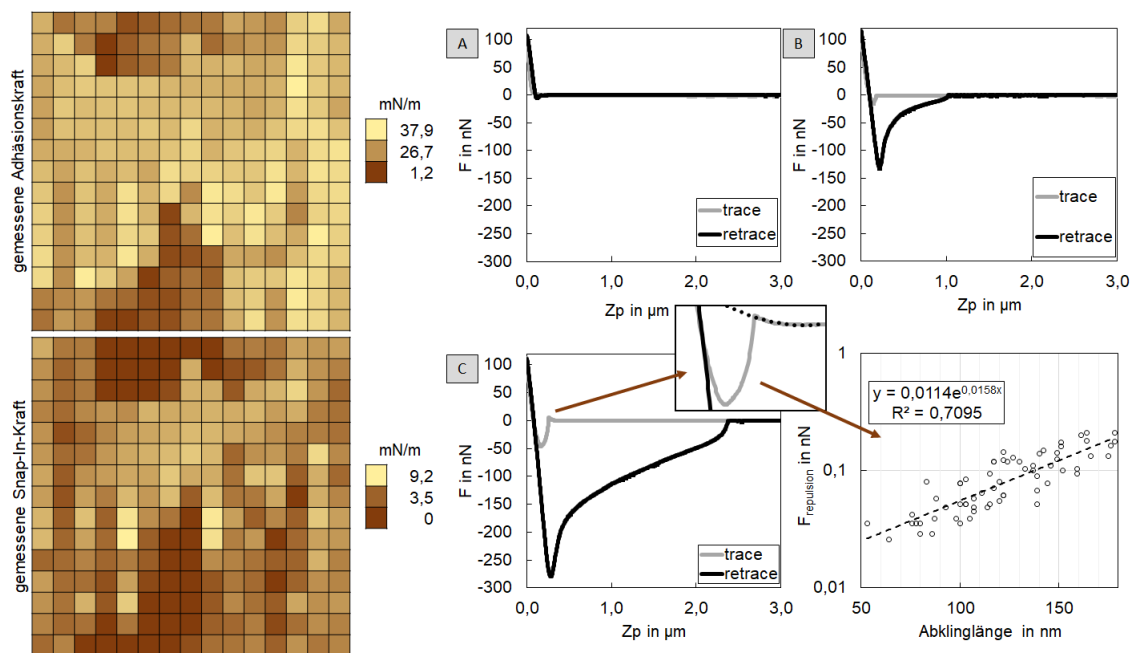 gemessene Adhäsionskraft
mN/m
37,9
26,7
1,2
gemessene Snap-In-Kraft
mN/m
9,2
3,5
0
A
F in nN
100
50
0
-50
-100
-150
-200
-250
-300
trace
retrace
0,0
1,0
2,0
3,0
Zp in µm
B
F in nN
100
50
0
-50
-100
-150
-200
-250
-300
trace
retrace
0,0
1,0
2,0
3,0
Zp in µm
C
F in nN
100
50
0
-50
-100
-150
-200
-250
-300
trace
retrace
0,0
1,0
2,0
3,0
Zp in µm
F_repulsion in nN
1
0,1
0,01
y = 0,0114e^0,0158x
R² = 0,7095
50
100
150
Abklinglänge in nm